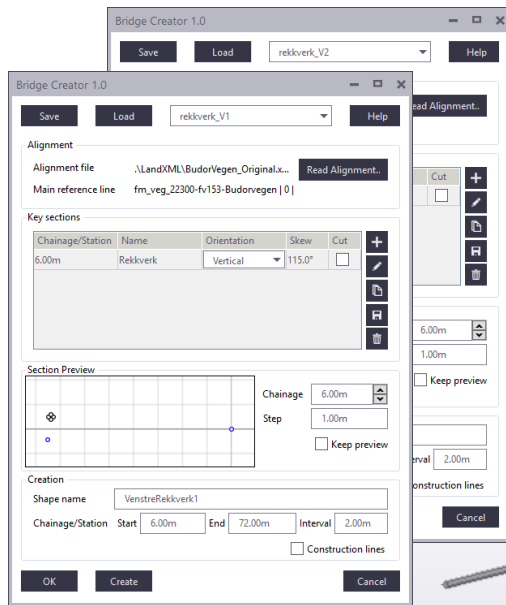 Bridge Creator 1.0
Save Load rekkverk_V2 Help
Bridge Creator 1.0
Save Load rekkverk_V1 Help
Alignment
Alignment file .\LandXML\BudorVegen_Original.x... Read Alignment..
Main reference line fm_veg_22300-fv153-Budorvegen | 0 |
Key sections
Chainage/Station Name Orientation Skew Cut
6.00m Rekkverk Vertical 115.0°
Section Preview
Chainage 6.00m
Step 1.00m
Keep preview
Creation
Shape name VenstreRekkverk1
Chainage/Station Start 6.00m End 72.00m Interval 2.00m
Construction lines
OK Create Cancel
ead Alignment..
Cut
6.00m
1.00m
Keep preview
erval 2.00m
onstruction lines
Cancel